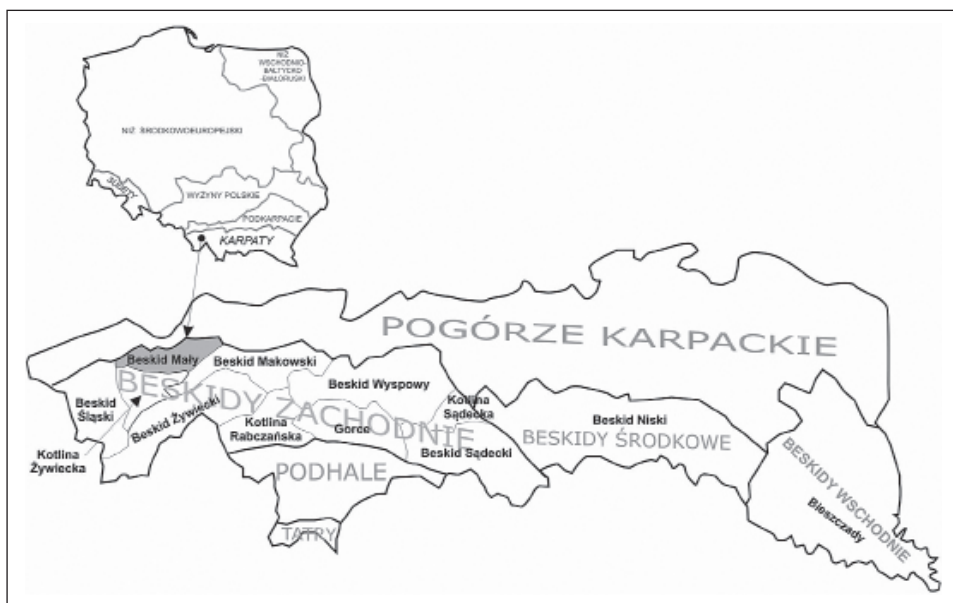 NIŻ
WSCHODNIO-
BAŁTYCKO
-BIAŁORUSKI
NIŻ ŚRODKOWOEUROPEJSKI
SUDETY
WYŻYNY POLSKIE
PODKARPACIE
KARPATY
POGÓRZE KARPACKIE
Beskid Mały
Beskid Makowski
BESKIDY ZACHODNIE
Beskid Wyspowy
Beskid
Śląski
Beskid Żywiecki
Kotlina
Żywiecka
Kotlina
Rabczańska
Gorce
Kotlina
Sądecka
Beskid Sądecki
Beskid Niski
BESKIDY ŚRODKOWE
PODHALE
TATRY
BESKIDY WSCHODNIE
Bieszczady